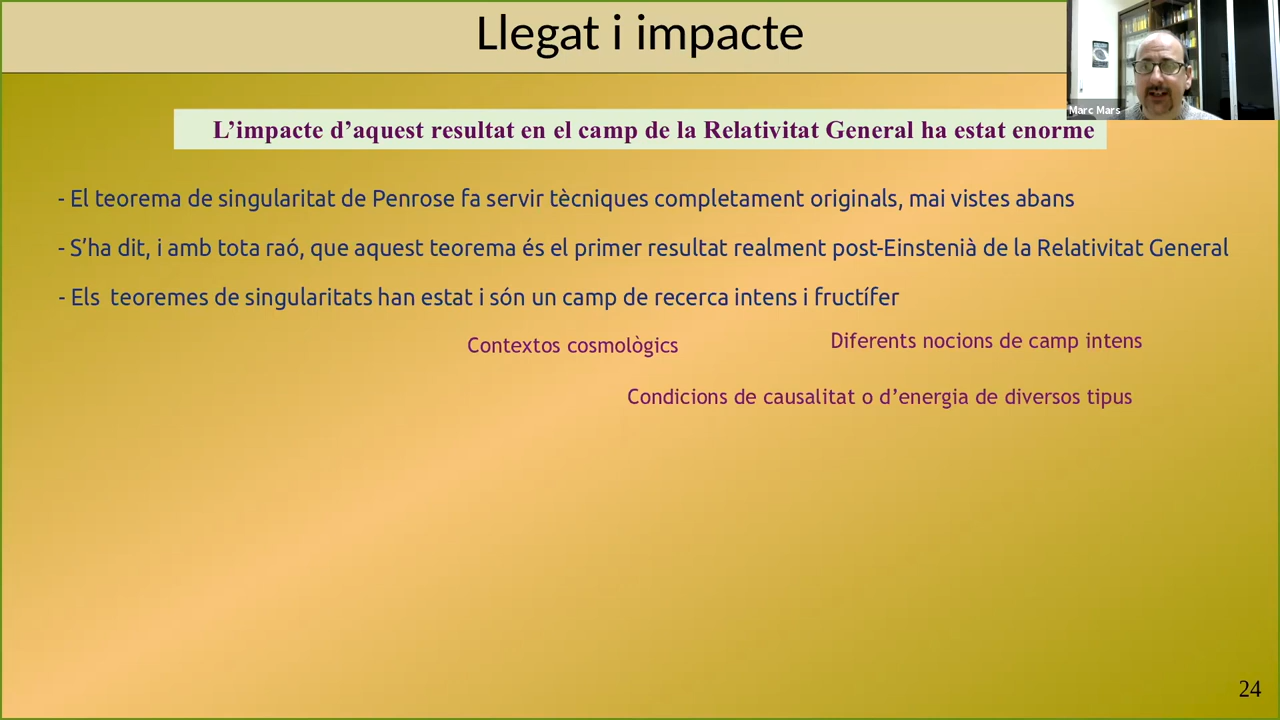 Llegat i impacte
Marc Mars
L’impacte d’aquest resultat en el camp de la Relativitat General ha estat enorme
- El teorema de singularitat de Penrose fa servir tècniques completament originals, mai vistes abans
- S’ha dit, i amb tota raó, que aquest teorema és el primer resultat realment post-Einstenià de la Relativitat General
- Els teoremes de singularitats han estat i són un camp de recerca intens i fructífer
Contextos cosmològics
Diferents nocions de camp intens
Condicions de causalitat o d’energia de diversos tipus
24